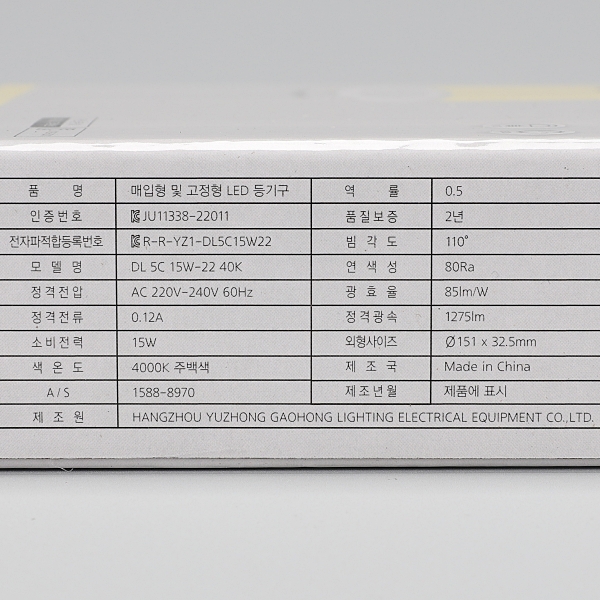 품 명 매입형 및 고정형 LED 등기구 역 률 0.5
인증번호 JU11338-22011 품질보증 2년
전자파적합등록번호 R-R-YZ1-DL5C15W22 빔 각 도 110°
모 델 명 DL 5C 15W-22 40K 연 색 성 80Ra
정격전압 AC 220V-240V 60Hz 광 효 율 85lm/W
정격전류 0.12A 정격광속 1275lm
소비전력 15W 외형사이즈 Ø151 x 32.5mm
색 온 도 4000K 주백색 제 조 국 Made in China
A/S 1588-8970 제조년월 제품에 표시
제 조 원 HANGZHOU YUZHONG GAOHONG LIGHTING ELECTRICAL EQUIPMENT CO.,LTD.